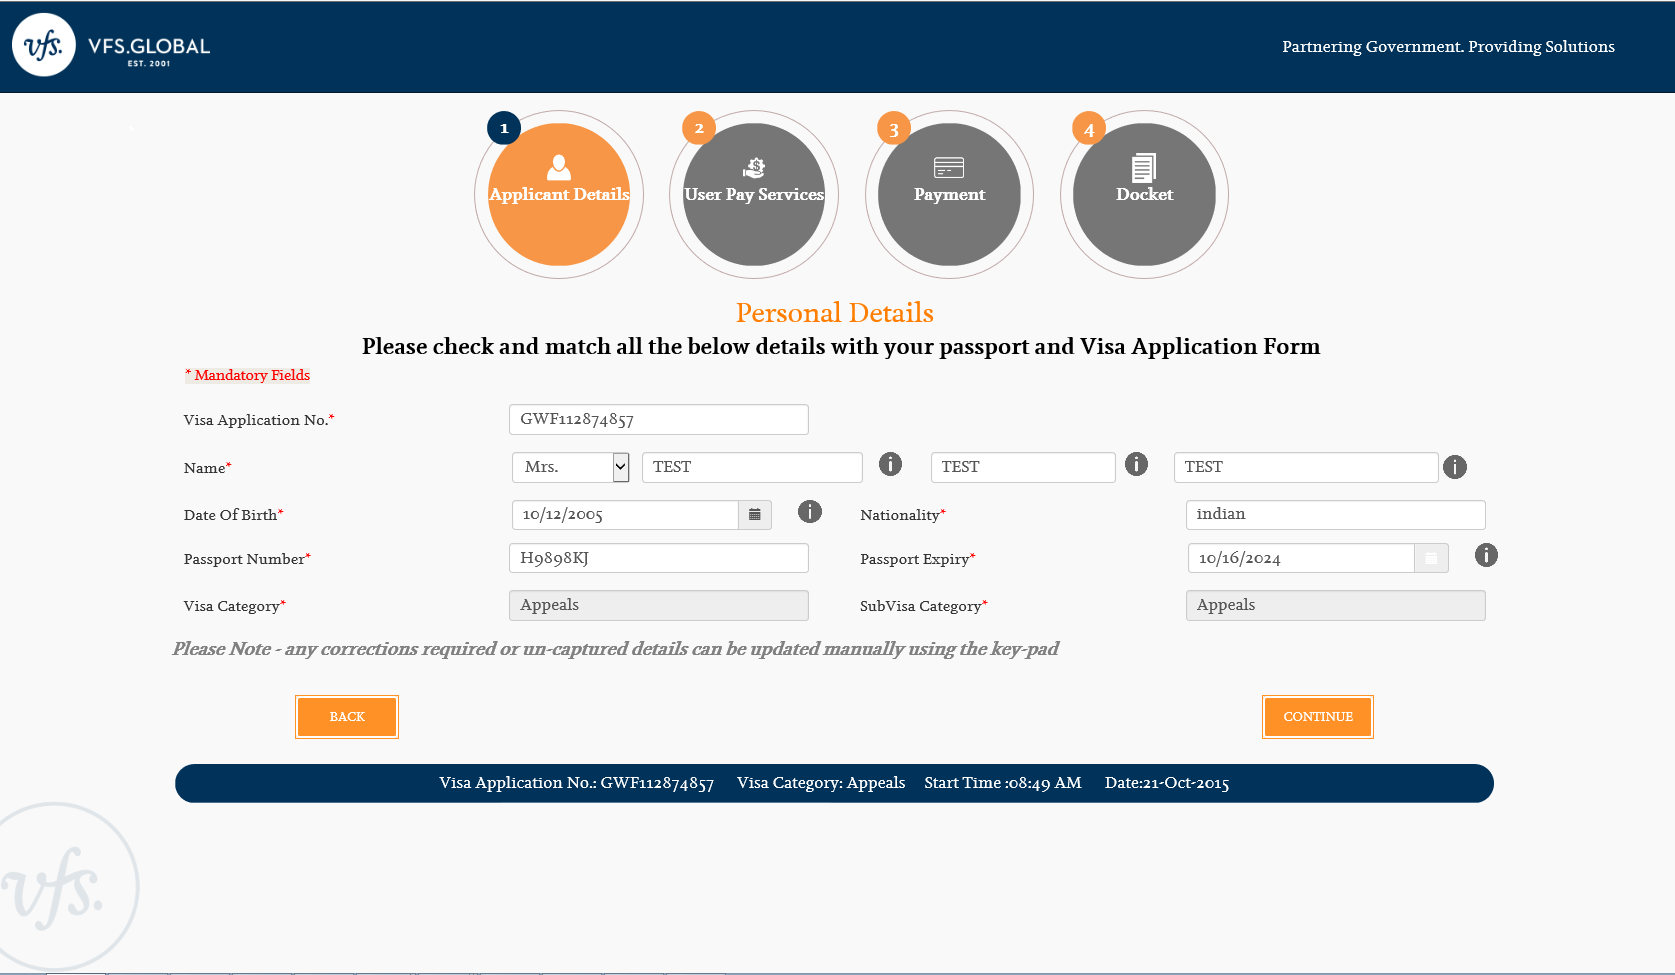 vfs. VFS.GLOBAL
EST. 2001
Partnering Government. Providing Solutions
1 2 3 4
Applicant Details User Pay Services Payment Docket
Personal Details
Please check and match all the below details with your passport and Visa Application Form
* Mandatory Fields
Visa Application No.* GWF112874857
Name* Mrs. TEST i TEST i TEST i
Date Of Birth* 10/12/2005 i Nationality* indian
Passport Number* H9898KJ Passport Expiry* 10/16/2024 i
Visa Category* Appeals SubVisa Category* Appeals
Please Note - any corrections required or un-captured details can be updated manually using the key-pad
BACK CONTINUE
Visa Application No.: GWF112874857 Visa Category: Appeals Start Time :08:49 AM Date:21-Oct-2015
vfs.